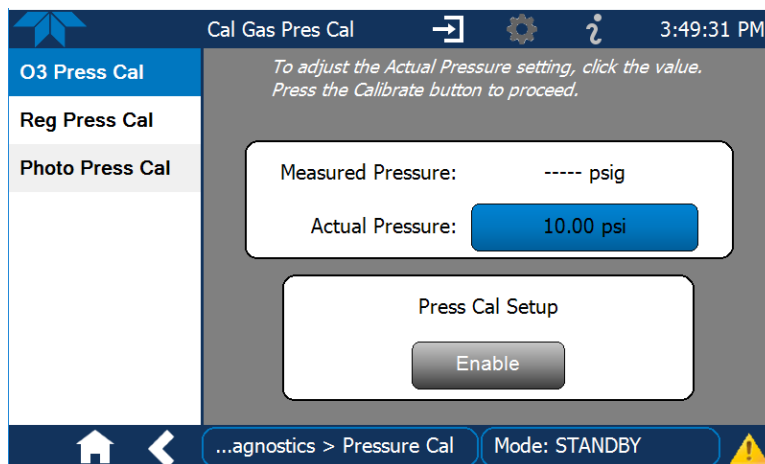 Cal Gas Pres Cal
3:49:31 PM
O3 Press Cal
Reg Press Cal
Photo Press Cal
To adjust the Actual Pressure setting, click the value.
Press the Calibrate button to proceed.
Measured Pressure: ----- psig
Actual Pressure: 10.00 psi
Press Cal Setup
Enable
...agnostics > Pressure Cal
Mode: STANDBY